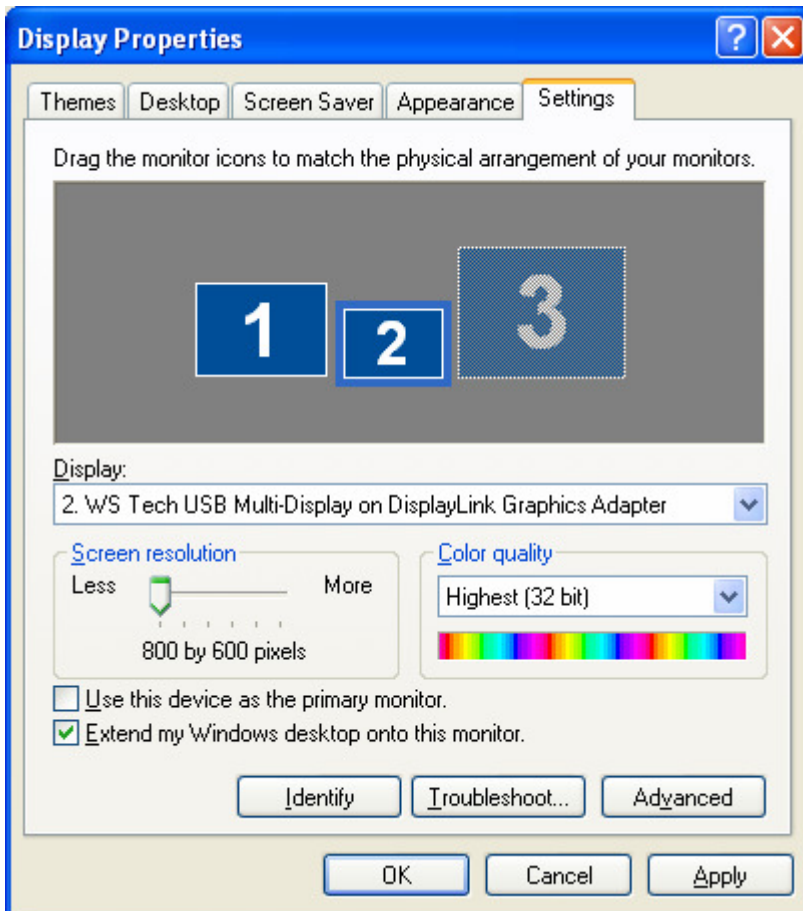 Display Properties
Themes Desktop Screen Saver Appearance Settings
Drag the monitor icons to match the physical arrangement of your monitors.
1 2 3
Display:
2. WS Tech USB Multi-Display on DisplayLink Graphics Adapter
Screen resolution
Less More
800 by 600 pixels
Color quality
Highest (32 bit)
Use this device as the primary monitor.
Extend my Windows desktop onto this monitor.
Identify Troubleshoot... Advanced
OK Cancel Apply